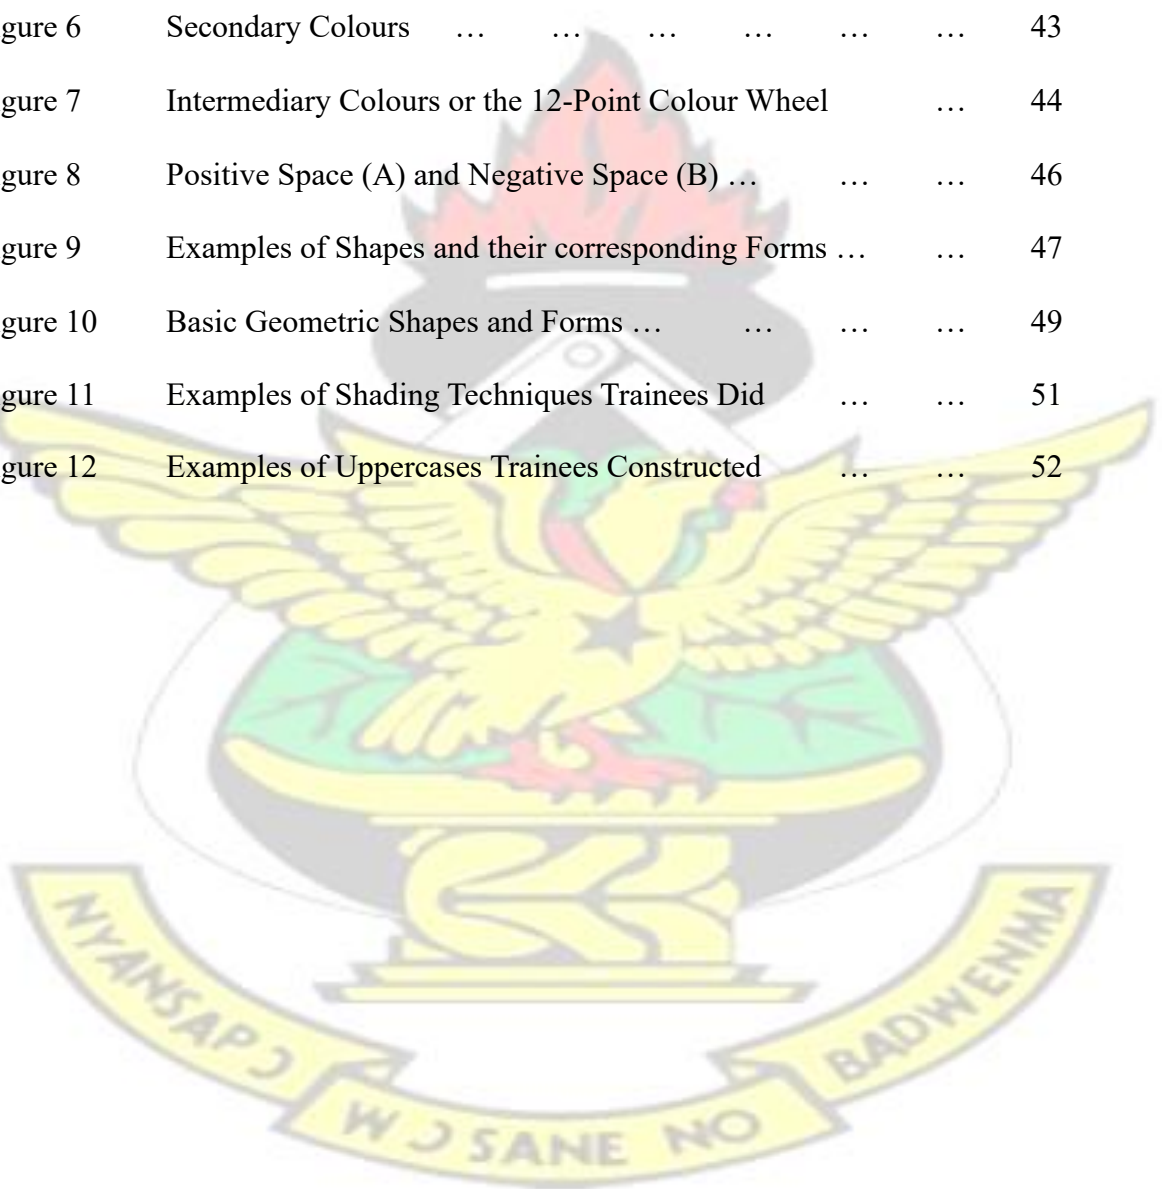 gure 6 Secondary Colours … … … … … … 43
gure 7 Intermediary Colours or the 12-Point Colour Wheel … 44
gure 8 Positive Space (A) and Negative Space (B) … … … 46
gure 9 Examples of Shapes and their corresponding Forms … … 47
gure 10 Basic Geometric Shapes and Forms … … … … 49
gure 11 Examples of Shading Techniques Trainees Did … … 51
gure 12 Examples of Uppercases Trainees Constructed … … 52
NYANSAPƆ
WƆ SANE NO
BADWENMA